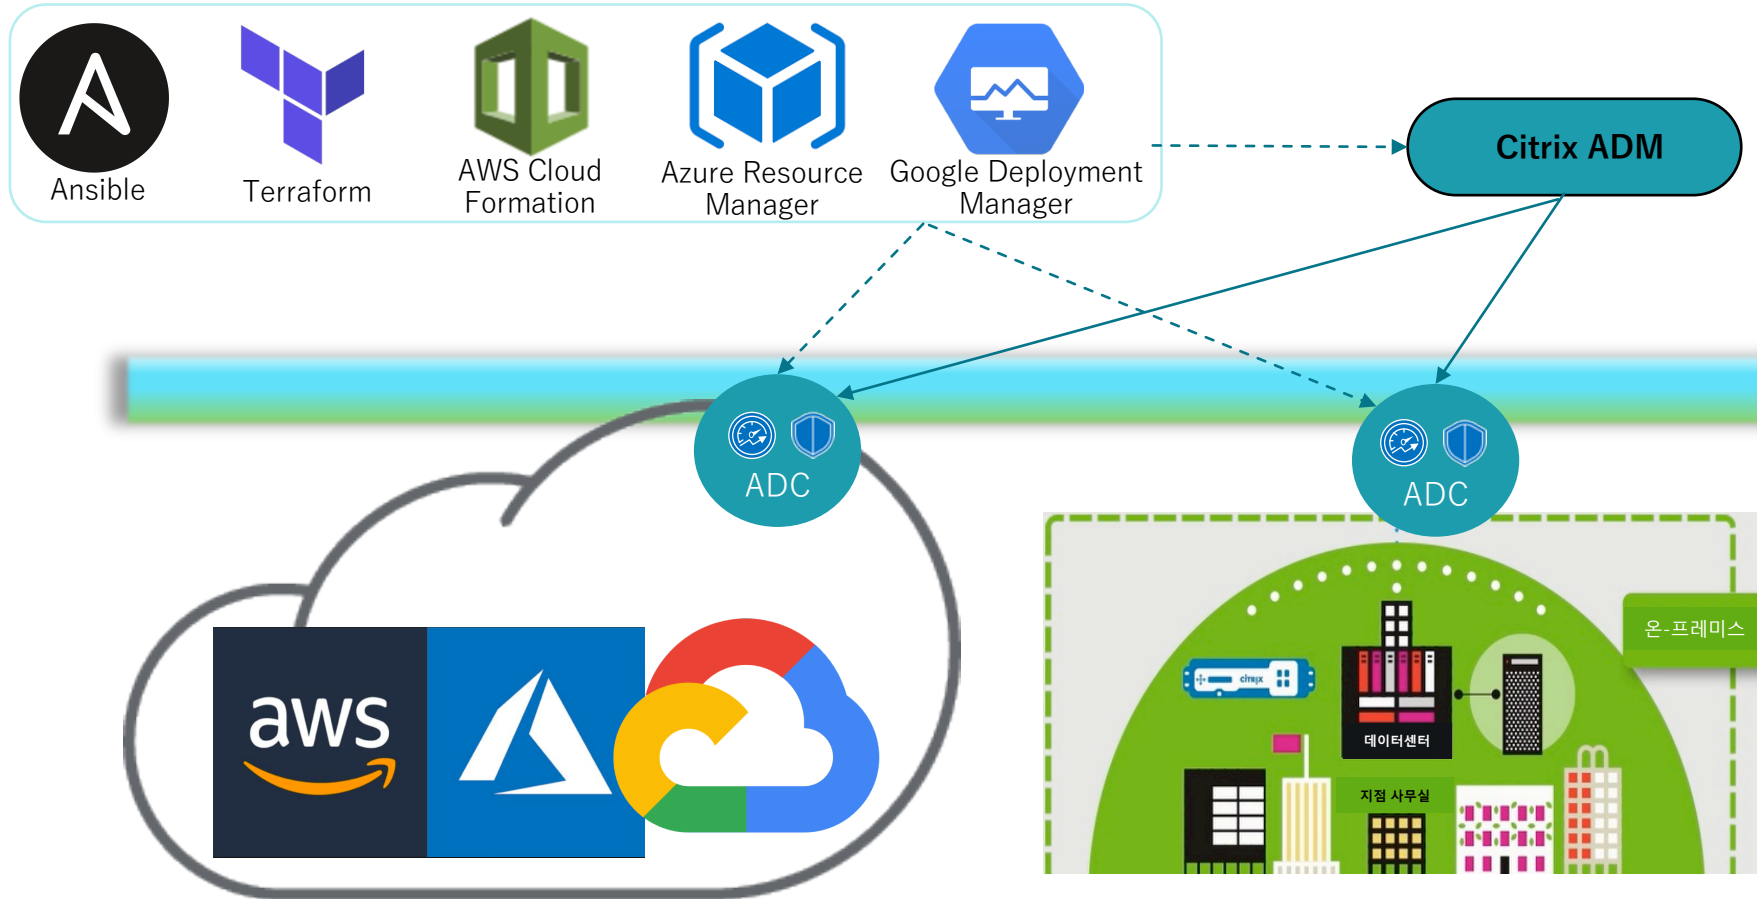 Ansible
Terraform
AWS Cloud
Formation
Azure Resource
Manager
Google Deployment
Manager
Citrix ADM
ADC
ADC
온-프레미스
citrix
데이터센터
aws
지점 사무실